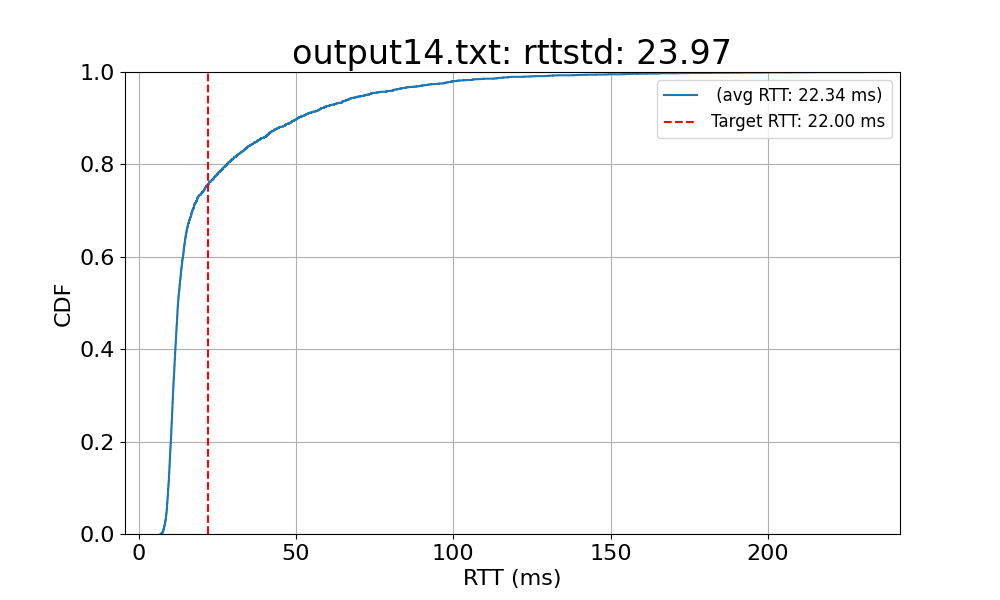 output14.txt: rttstd: 23.97
1.0
0.8
0.6
0.4
0.2
0.0
CDF
(avg RTT: 22.34 ms)
Target RTT: 22.00 ms
0 50 100 150 200
RTT (ms)